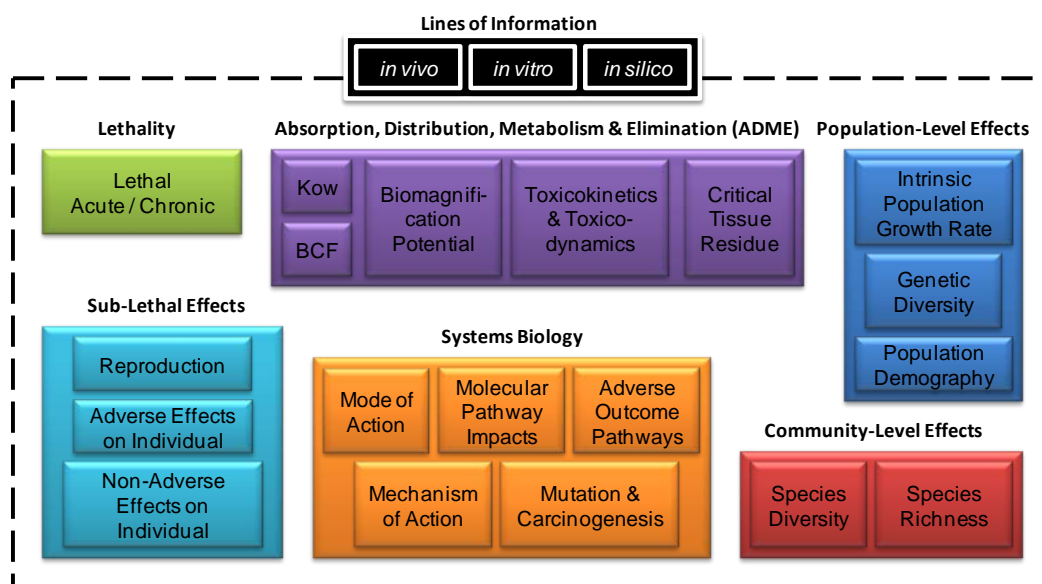 Lines of Information
in vivo
in vitro
in silico
Lethality
Lethal
Acute / Chronic
Absorption, Distribution, Metabolism & Elimination (ADME)
Kow
BCF
Biomagnifi-
cation
Potential
Toxicokinetics
& Toxico-
dynamics
Critical
Tissue
Residue
Population-Level Effects
Intrinsic
Population
Growth Rate
Genetic
Diversity
Population
Demography
Sub-Lethal Effects
Reproduction
Adverse Effects
on Individual
Non-Adverse
Effects on
Individual
Systems Biology
Mode of
Action
Molecular
Pathway
Impacts
Adverse
Outcome
Pathways
Mechanism
of Action
Mutation &
Carcinogenesis
Community-Level Effects
Species
Diversity
Species
Richness